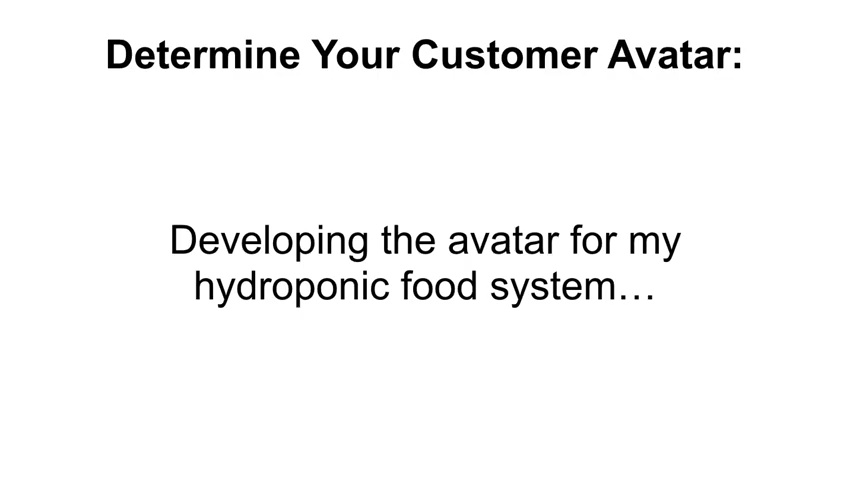 Determine Your Customer Avatar:
Developing the avatar for my
hydroponic food system…